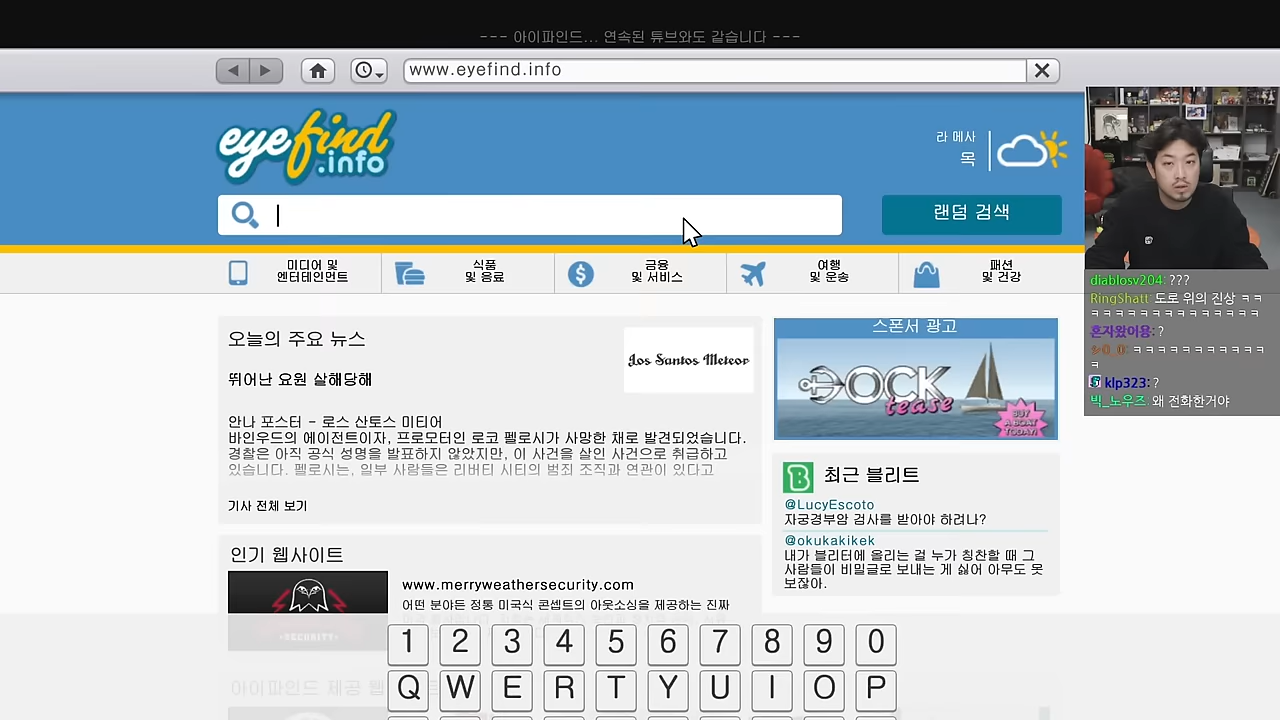 --- 아이파인드... 연속된 튜브와도 같습니다 ---
www.eyefind.info
eyefind
.info
라 메사
목
랜덤 검색
미디어 및
엔터테인먼트
식품
및 음료
금융
및 서비스
여행
및 운송
패션
및 건강
오늘의 주요 뉴스
Los Santos Meteor
뛰어난 요원 살해당해
안나 포스터 - 로스 산토스 미티어
바인우드의 에이전트이자, 프로모터인 로코 펠로시가 사망한 채로 발견되었습니다.
경찰은 아직 공식 성명을 발표하지 않았지만, 이 사건을 살인 사건으로 취급하고
있습니다. 펠로시는, 일부 사람들은 리버티 시티의 범죄 조직과 연관이 있다고
기사 전체 보기
인기 웹사이트
www.merryweathersecurity.com
어떤 분야든 정통 미국식 콘셉트의 아웃소싱을 제공하는 진짜
SECURITY
스폰서 광고
DOCK
tease
BUY
A BOAT
TODAY!
B
최근 블리트
@LucyEscoto
자궁경부암 검사를 받아야 하려나?
@okukakikek
내가 블리터에 올리는 걸 누가 칭찬할 때 그
사람들이 비밀글로 보내는 게 싫어 아무도 못
보잖아.
diablosv204: ???
RingShatt: 도로 위의 진상 ㅋㅋ
ㅋㅋㅋㅋㅋㅋㅋㅋㅋㅋㅋㅋㅋ
혼자왔이용: ?
ㅋㅋㅋㅋㅋㅋㅋㅋㅋㅋㅋ
ㅋ
klp323: ?
빅_노우즈: 왜 전화한거야
아이파인드 제공 웹
1 2 3 4 5 6 7 8 9 0
Q W E R T Y U I O P